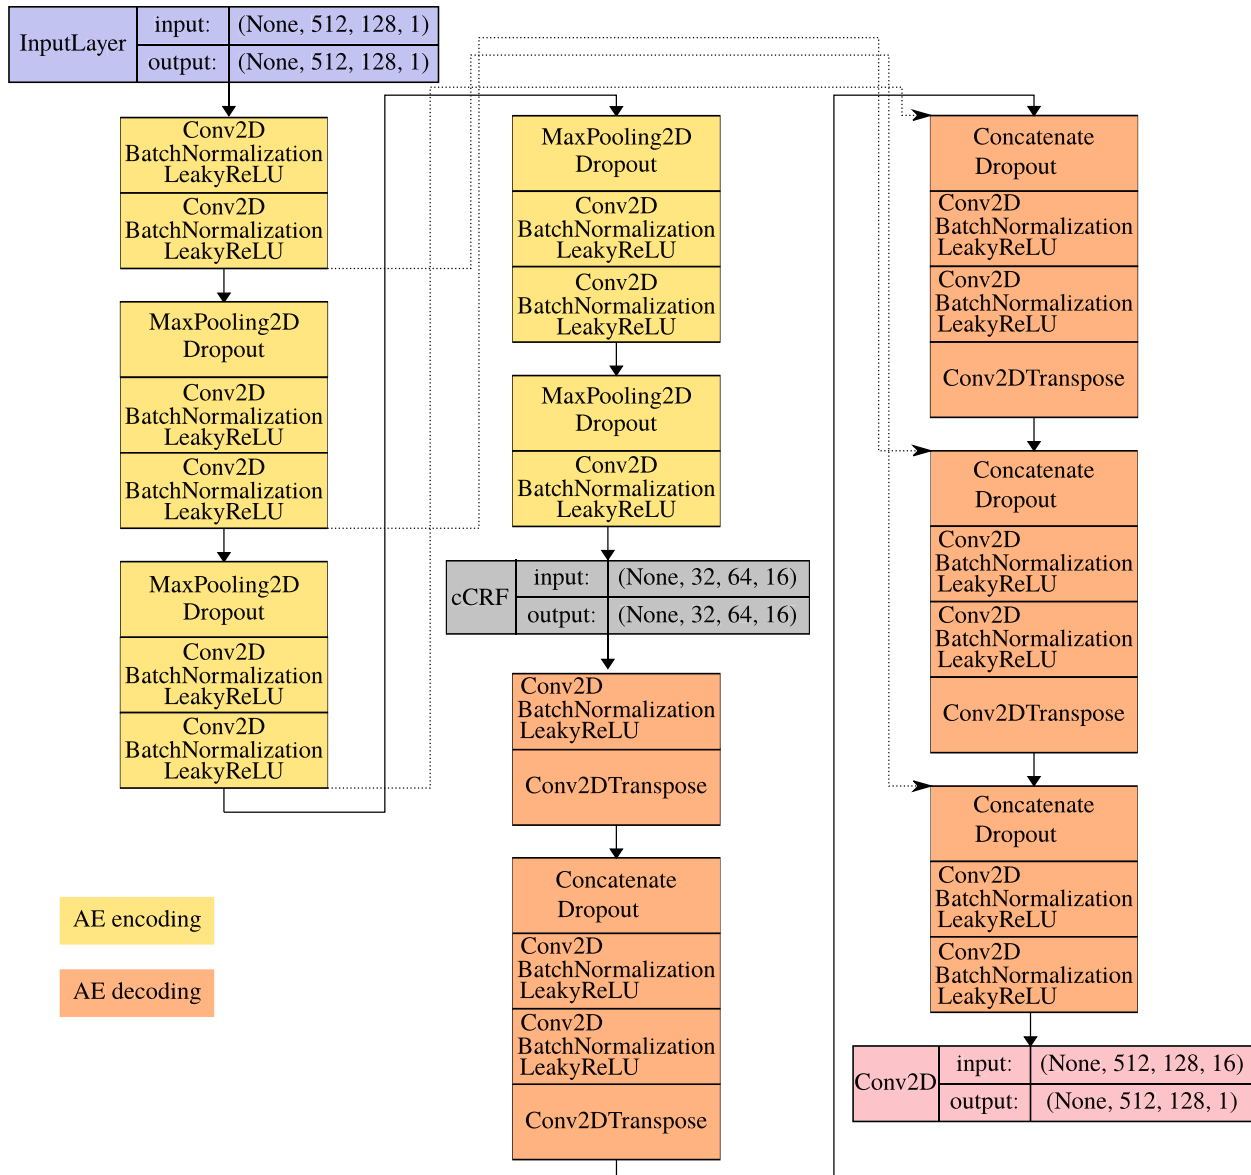 InputLayer
input: (None, 512, 128, 1)
output: (None, 512, 128, 1)
Conv2D
BatchNormalization
LeakyReLU
Conv2D
BatchNormalization
LeakyReLU
MaxPooling2D
Dropout
Conv2D
BatchNormalization
LeakyReLU
Conv2D
BatchNormalization
LeakyReLU
MaxPooling2D
Dropout
Conv2D
BatchNormalization
LeakyReLU
Conv2D
BatchNormalization
LeakyReLU
AE encoding
AE decoding
MaxPooling2D
Dropout
Conv2D
BatchNormalization
LeakyReLU
Conv2D
BatchNormalization
LeakyReLU
MaxPooling2D
Dropout
Conv2D
BatchNormalization
LeakyReLU
cCRF
input: (None, 32, 64, 16)
output: (None, 32, 64, 16)
Conv2D
BatchNormalization
LeakyReLU
Conv2DTranspose
Concatenate
Dropout
Conv2D
BatchNormalization
LeakyReLU
Conv2D
BatchNormalization
LeakyReLU
Conv2DTranspose
Concatenate
Dropout
Conv2D
BatchNormalization
LeakyReLU
Conv2D
BatchNormalization
LeakyReLU
Conv2DTranspose
Concatenate
Dropout
Conv2D
BatchNormalization
LeakyReLU
Conv2D
BatchNormalization
LeakyReLU
Conv2DTranspose
Concatenate
Dropout
Conv2D
BatchNormalization
LeakyReLU
Conv2D
BatchNormalization
LeakyReLU
Conv2D
input: (None, 512, 128, 16)
output: (None, 512, 128, 1)